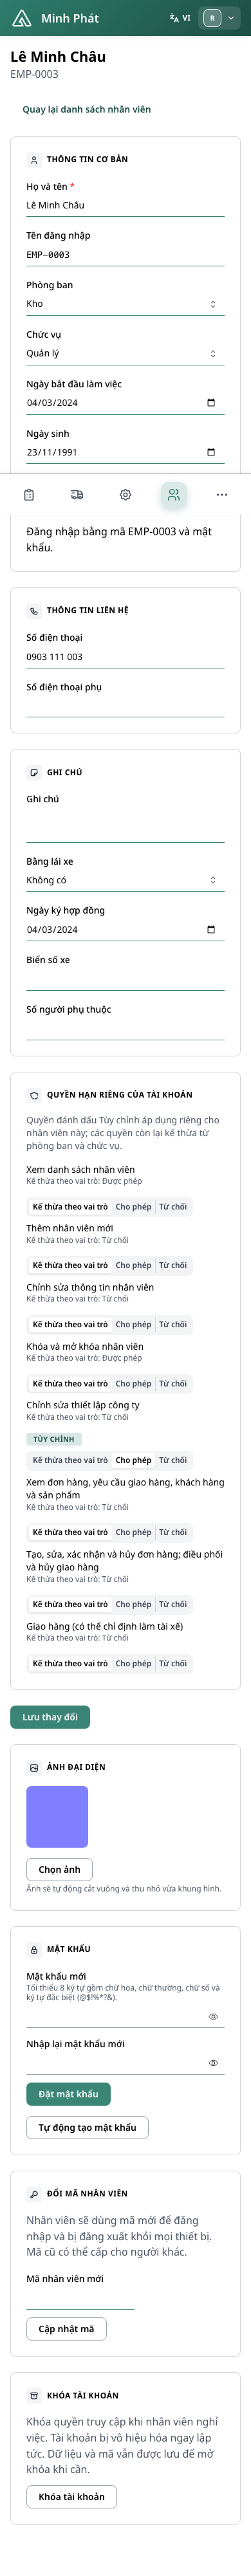 Minh Phát
VI
R
Lê Minh Châu
EMP-0003
Quay lại danh sách nhân viên
THÔNG TIN CƠ BẢN
Họ và tên *
Lê Minh Châu
Tên đăng nhập
EMP-0003
Phòng ban
Kho
Chức vụ
Quản lý
Ngày bắt đầu làm việc
04/03/2024
Ngày sinh
23/11/1991
Đăng nhập bằng mã EMP-0003 và mật
khẩu.
THÔNG TIN LIÊN HỆ
Số điện thoại
0903 111 003
Số điện thoại phụ
GHI CHÚ
Ghi chú
Bằng lái xe
Không có
Ngày ký hợp đồng
04/03/2024
Biển số xe
Số người phụ thuộc
QUYỀN HẠN RIÊNG CỦA TÀI KHOẢN
Quyền đánh dấu Tùy chỉnh áp dụng riêng cho
nhân viên này; các quyền còn lại kế thừa từ
phòng ban và chức vụ.
Xem danh sách nhân viên
Kế thừa theo vai trò: Được phép
Kế thừa theo vai trò Cho phép Từ chối
Thêm nhân viên mới
Kế thừa theo vai trò: Từ chối
Kế thừa theo vai trò Cho phép Từ chối
Chỉnh sửa thông tin nhân viên
Kế thừa theo vai trò: Từ chối
Kế thừa theo vai trò Cho phép Từ chối
Khóa và mở khóa nhân viên
Kế thừa theo vai trò: Được phép
Kế thừa theo vai trò Cho phép Từ chối
Chỉnh sửa thiết lập công ty
Kế thừa theo vai trò: Từ chối
TÙY CHỈNH
Kế thừa theo vai trò Cho phép Từ chối
Xem đơn hàng, yêu cầu giao hàng, khách hàng
và sản phẩm
Kế thừa theo vai trò: Từ chối
Kế thừa theo vai trò Cho phép Từ chối
Tạo, sửa, xác nhận và hủy đơn hàng; điều phối
và hủy giao hàng
Kế thừa theo vai trò: Từ chối
Kế thừa theo vai trò Cho phép Từ chối
Giao hàng (có thể chỉ định làm tài xế)
Kế thừa theo vai trò: Từ chối
Kế thừa theo vai trò Cho phép Từ chối
Lưu thay đổi
ẢNH ĐẠI DIỆN
Chọn ảnh
Ảnh sẽ tự động cắt vuông và thu nhỏ vừa khung hình.
MẬT KHẨU
Mật khẩu mới
Tối thiểu 8 ký tự gồm chữ hoa, chữ thường, chữ số và
ký tự đặc biệt (@$!%*?&).
Nhập lại mật khẩu mới
Đặt mật khẩu
Tự động tạo mật khẩu
ĐỔI MÃ NHÂN VIÊN
Nhân viên sẽ dùng mã mới để đăng
nhập và bị đăng xuất khỏi mọi thiết bị.
Mã cũ có thể cấp cho người khác.
Mã nhân viên mới
Cập nhật mã
KHÓA TÀI KHOẢN
Khóa quyền truy cập khi nhân viên nghỉ
việc. Tài khoản bị vô hiệu hóa ngay lập
tức. Dữ liệu và mã vẫn được lưu để mở
khóa khi cần.
Khóa tài khoản